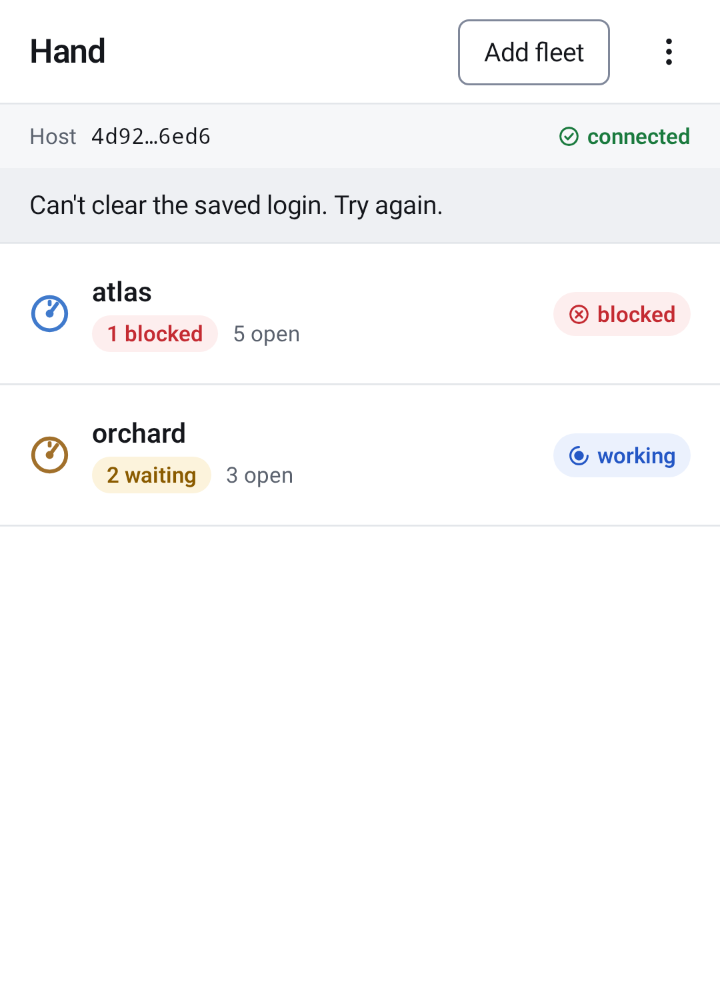 Hand
Add fleet
Host 4d92…6ed6
connected
Can't clear the saved login. Try again.
atlas
1 blocked 5 open
blocked
orchard
2 waiting 3 open
working